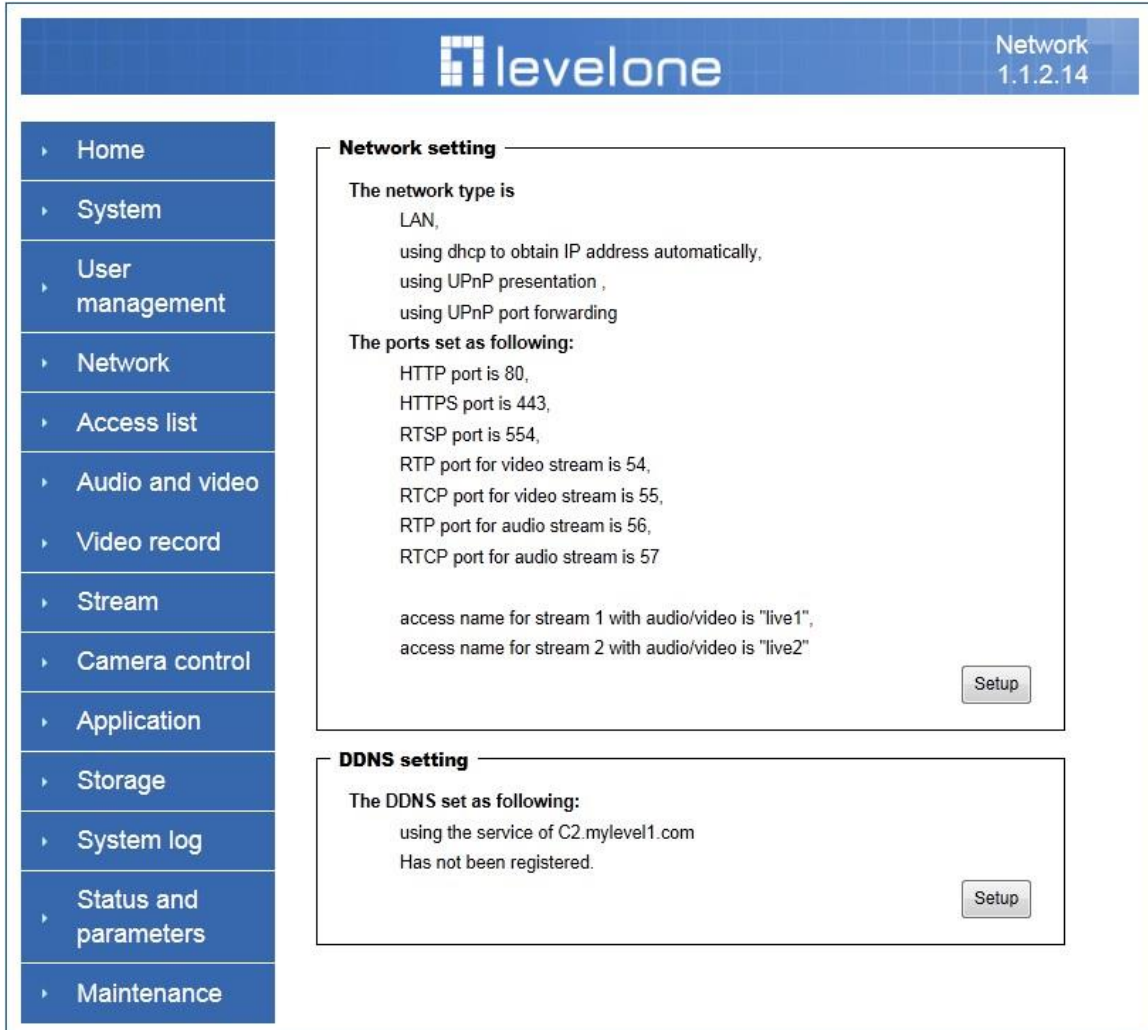 levelone
Network
1.1.2.14
Home
System
User
management
Network
Access list
Audio and video
Video record
Stream
Camera control
Application
Storage
System log
Status and
parameters
Maintenance
Network setting
The network type is
LAN,
using dhcp to obtain IP address automatically,
using UPnP presentation ,
using UPnP port forwarding
The ports set as following:
HTTP port is 80,
HTTPS port is 443,
RTSP port is 554,
RTP port for video stream is 54,
RTCP port for video stream is 55,
RTP port for audio stream is 56,
RTCP port for audio stream is 57
access name for stream 1 with audio/video is "live1",
access name for stream 2 with audio/video is "live2"
Setup
DDNS setting
The DDNS set as following:
using the service of C2.mylevel1.com
Has not been registered.
Setup